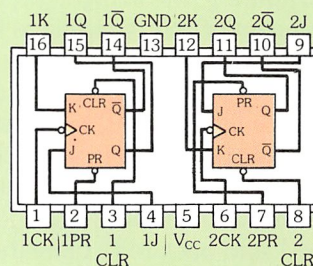 1K 1Q 1Q̅ GND 2K 2Q 2Q̅ 2J
16 15 14 13 12 11 10 9
CLR PR
K Q̅ J Q
CK CK
J Q K Q̅
PR CLR
1 2 3 4 5 6 7 8
1CK 1PR 1 1J VCC 2CK 2PR 2
CLR CLR